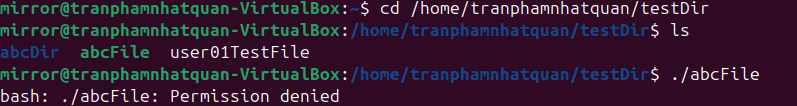 mirror@tranphamnhatquan-VirtualBox:~$ cd /home/tranphamnhatquan/testDir
mirror@tranphamnhatquan-VirtualBox:/home/tranphamnhatquan/testDir$ ls
abcDir  abcFile  user01TestFile
mirror@tranphamnhatquan-VirtualBox:/home/tranphamnhatquan/testDir$ ./abcFile
bash: ./abcFile: Permission denied